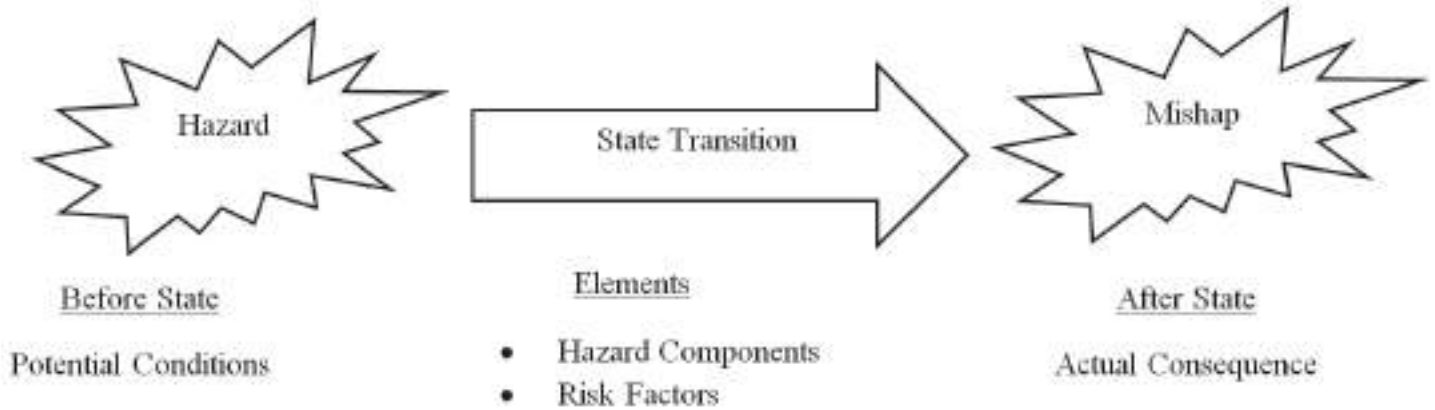 Hazard
State Transition
Mishap
Before State
Potential Conditions
Elements
• Hazard Components
• Risk Factors
After State
Actual Consequence